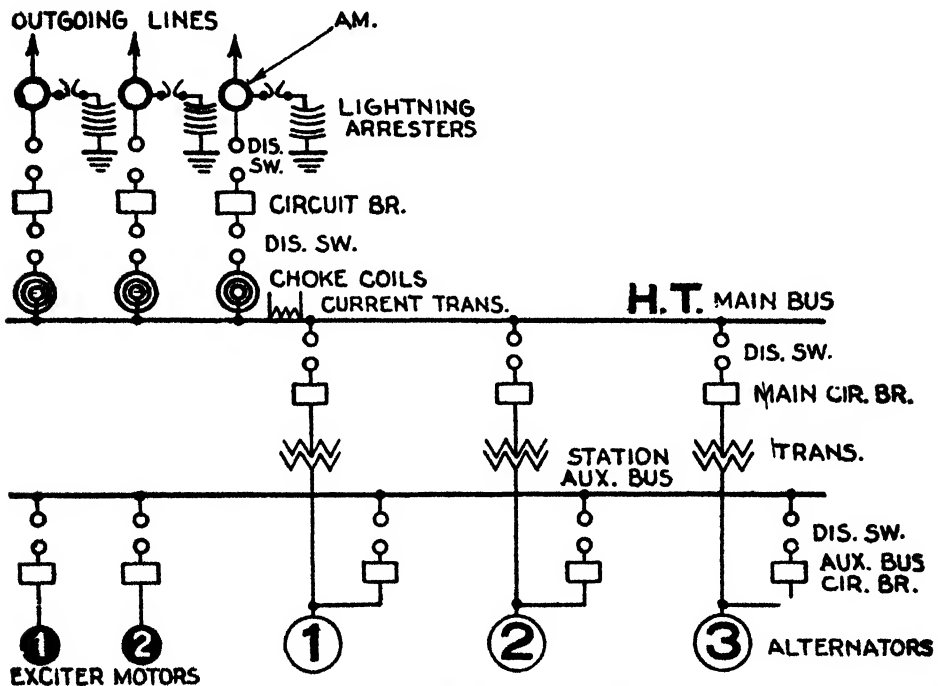 OUTGOING LINES
AM.
LIGHTNING
ARRESTERS
DIS.
SW.
CIRCUIT BR.
DIS. SW.
CHOKE COILS
CURRENT TRANS.
H.T. MAIN BUS
DIS. SW.
MAIN CIR. BR.
TRANS.
STATION
AUX. BUS
DIS. SW.
AUX. BUS
CIR. BR.
1 2 1 2 3 ALTERNATORS
EXCITER MOTORS